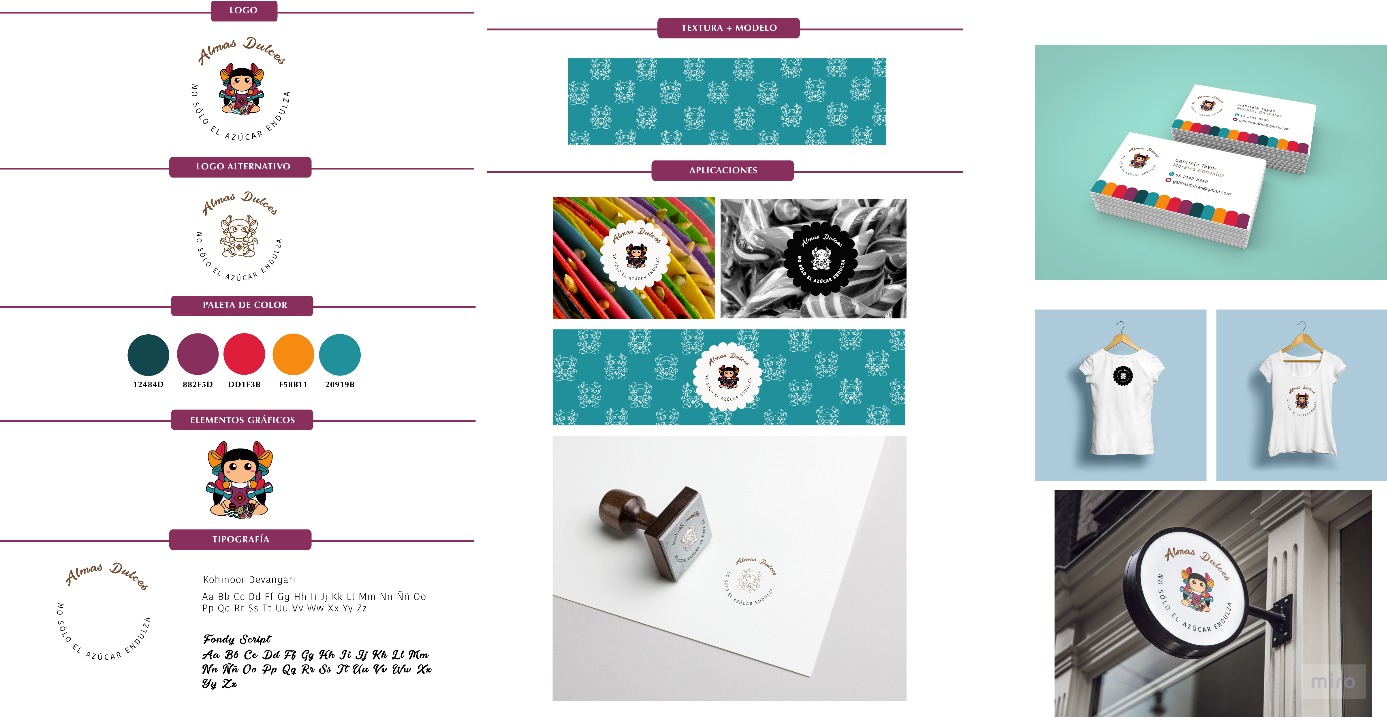 LOGO
Almas Dulces
NO SÓLO EL AZÚCAR ENDULZA
LOGO ALTERNATIVO
Almas Dulces
NO SÓLO EL AZÚCAR ENDULZA
PALETA DE COLOR
12484D 882F5D DD1F3B F58B11 20919B
ELEMENTOS GRÁFICOS
TIPOGRAFÍA
Almas Dulces
NO SÓLO EL AZÚCAR ENDULZA
Kohinoor Devangari
Aa Bb Cc Dd Ff Gg Hh Ii Jj Kk Ll Mm Nn Ññ Oo
Pp Qq Rr Ss Tt Uu Vv Ww Xx Yy Zz
Fondy Script
Aa Bb Cc Dd Ff Gg Hh Ii Jj Kk Ll Mm
Nn Ññ Oo Pp Qq Rr Ss Tt Uu Vv Ww Xx
Yy Zz
TEXTURA + MODELO
APLICACIONES
Almas Dulces
NO SÓLO EL AZÚCAR ENDULZA
Almas Dulces
NO SÓLO EL AZÚCAR ENDULZA
Almas Dulces
NO SÓLO EL AZÚCAR ENDULZA
Almas Dulces
NO SÓLO EL AZÚCAR ENDULZA
Almas Dulces
Almas Dulces
Almas Dulces
Almas Dulces
NO SÓLO EL AZÚCAR ENDULZA
miro